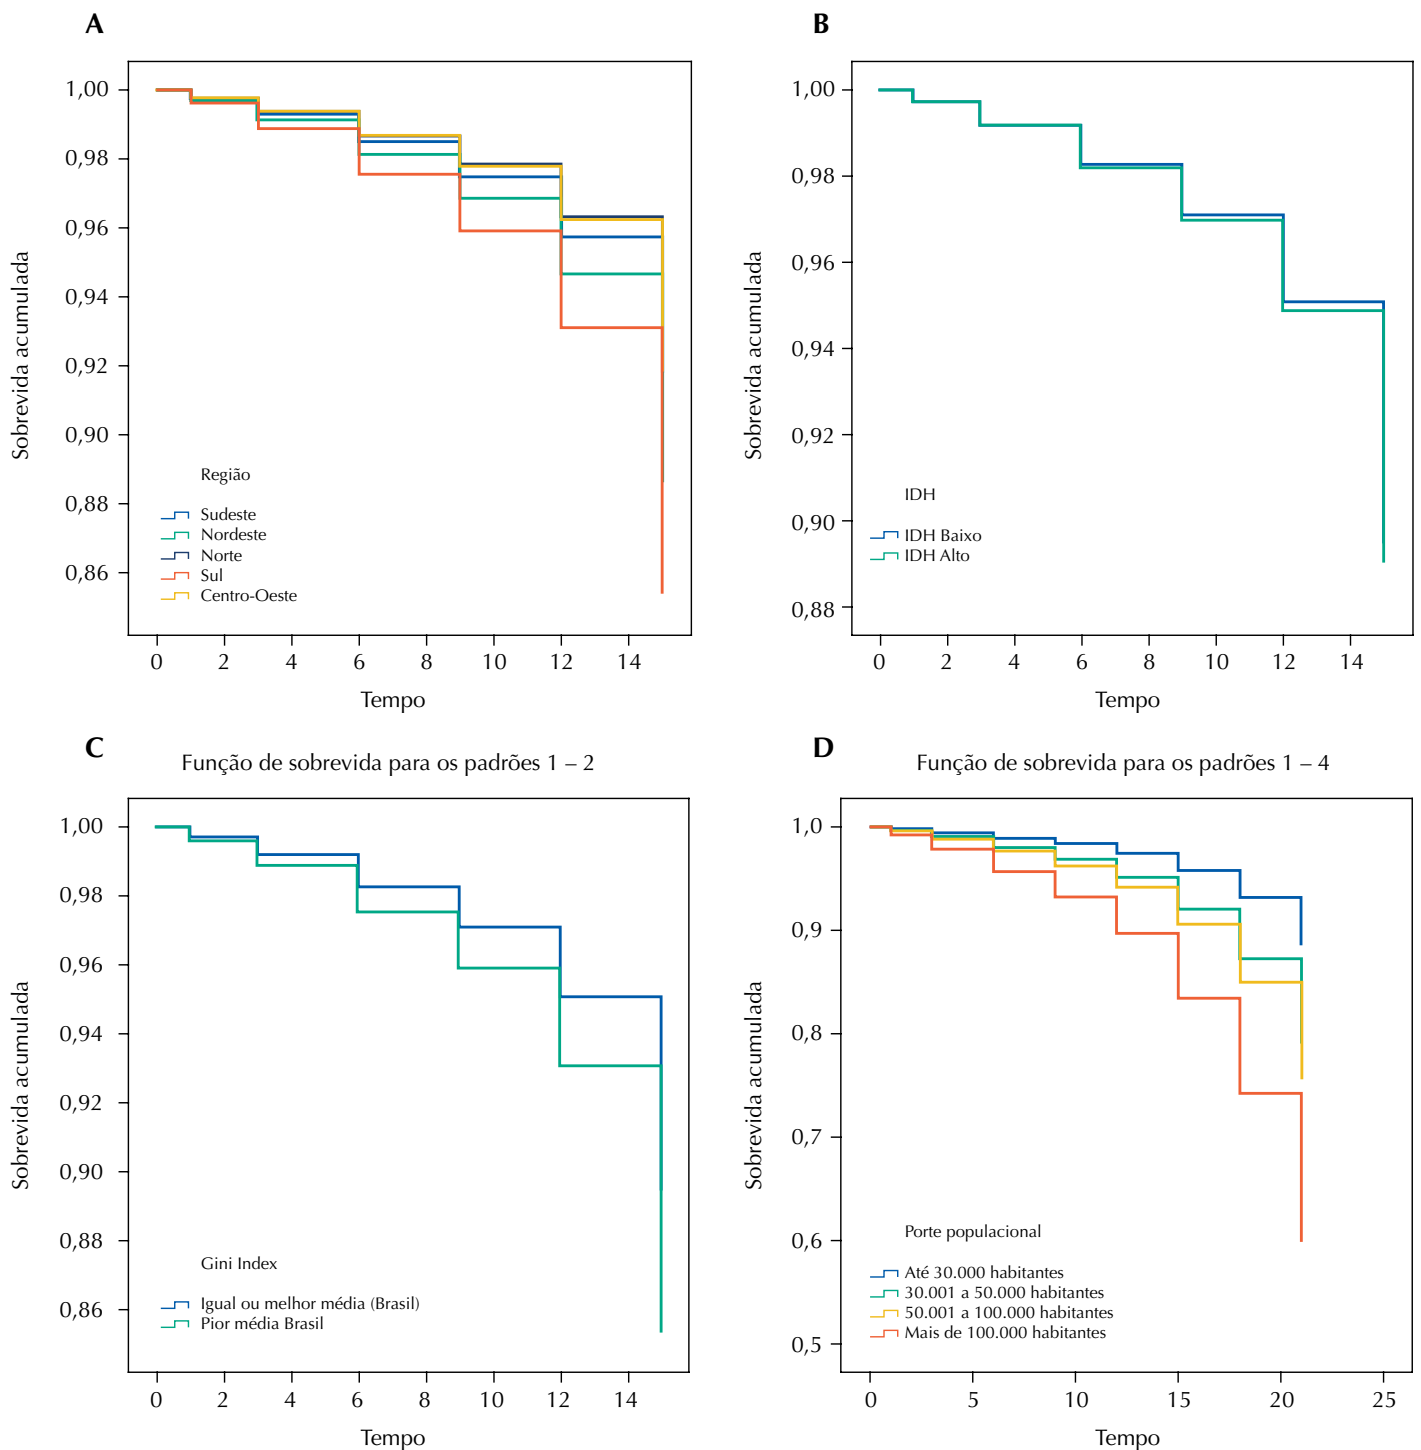 A
Sobrevida acumulada
1,00
0,98
0,96
0,94
0,92
0,90
0,88
0,86
Região
Sudeste
Nordeste
Norte
Sul
Centro-Oeste
0 2 4 6 8 10 12 14
Tempo
B
Sobrevida acumulada
1,00
0,98
0,96
0,94
0,92
0,90
0,88
IDH
IDH Baixo
IDH Alto
0 2 4 6 8 10 12 14
Tempo
C
Função de sobrevida para os padrões 1 – 2
Sobrevida acumulada
1,00
0,98
0,96
0,94
0,92
0,90
0,88
0,86
Gini Index
Igual ou melhor média (Brasil)
Pior média Brasil
0 2 4 6 8 10 12 14
Tempo
D
Função de sobrevida para os padrões 1 – 4
Sobrevida acumulada
1,0
0,9
0,8
0,7
0,6
0,5
Porte populacional
Até 30.000 habitantes
30.001 a 50.000 habitantes
50.001 a 100.000 habitantes
Mais de 100.000 habitantes
0 5 10 15 20 25
Tempo